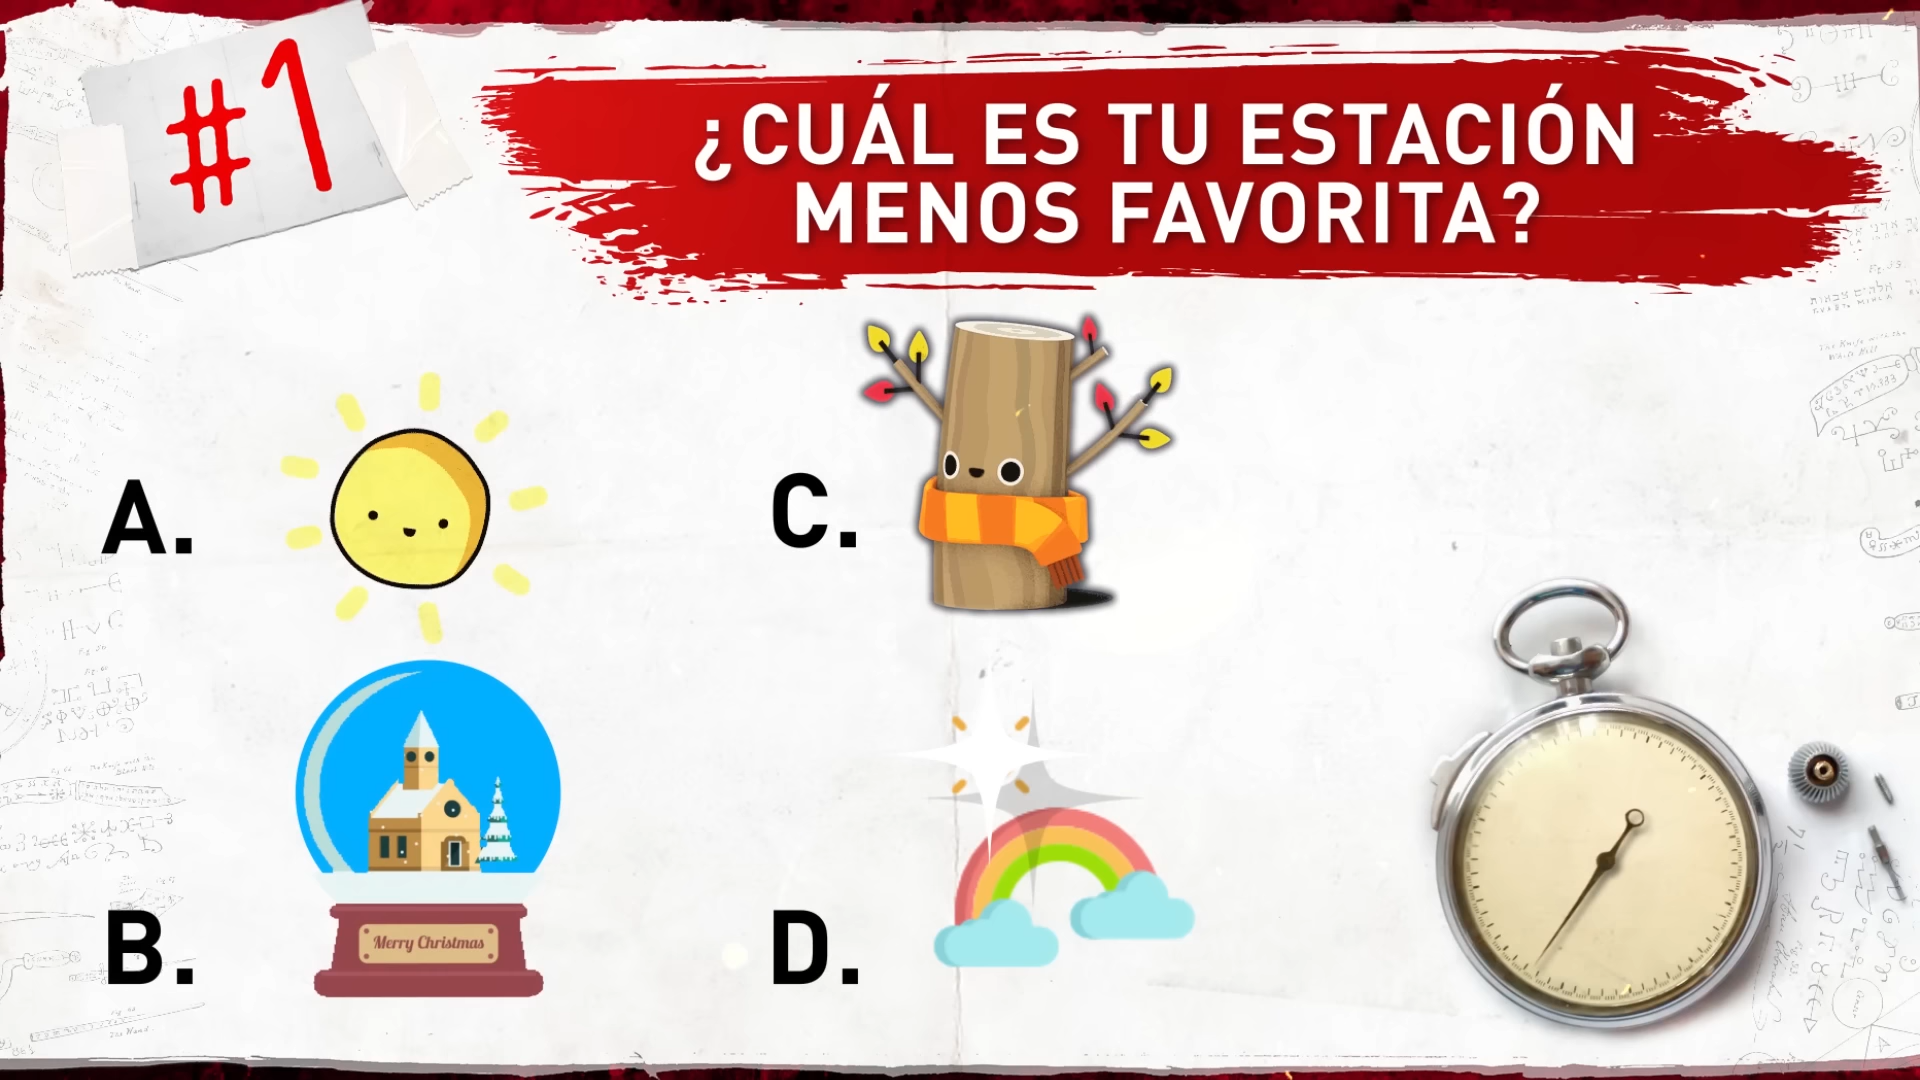 #1
¿CUÁL ES TU ESTACIÓN
MENOS FAVORITA?
A.
C.
B.
Merry Christmas
D.